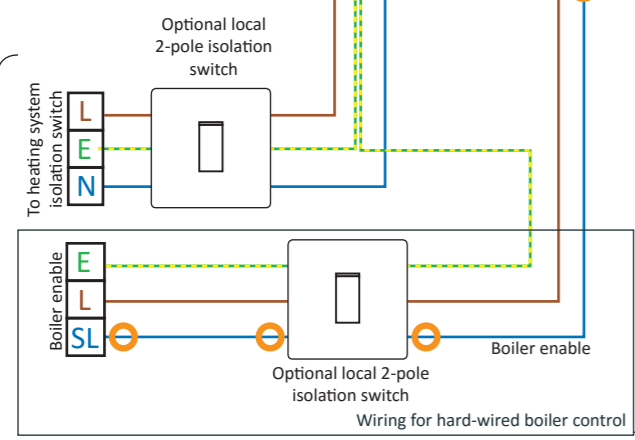 Optional local
2-pole isolation
switch
To heating system
isolation switch
L
E
N
Boiler enable
E
L
SL
Boiler enable
Optional local 2-pole
isolation switch
Wiring for hard-wired boiler control